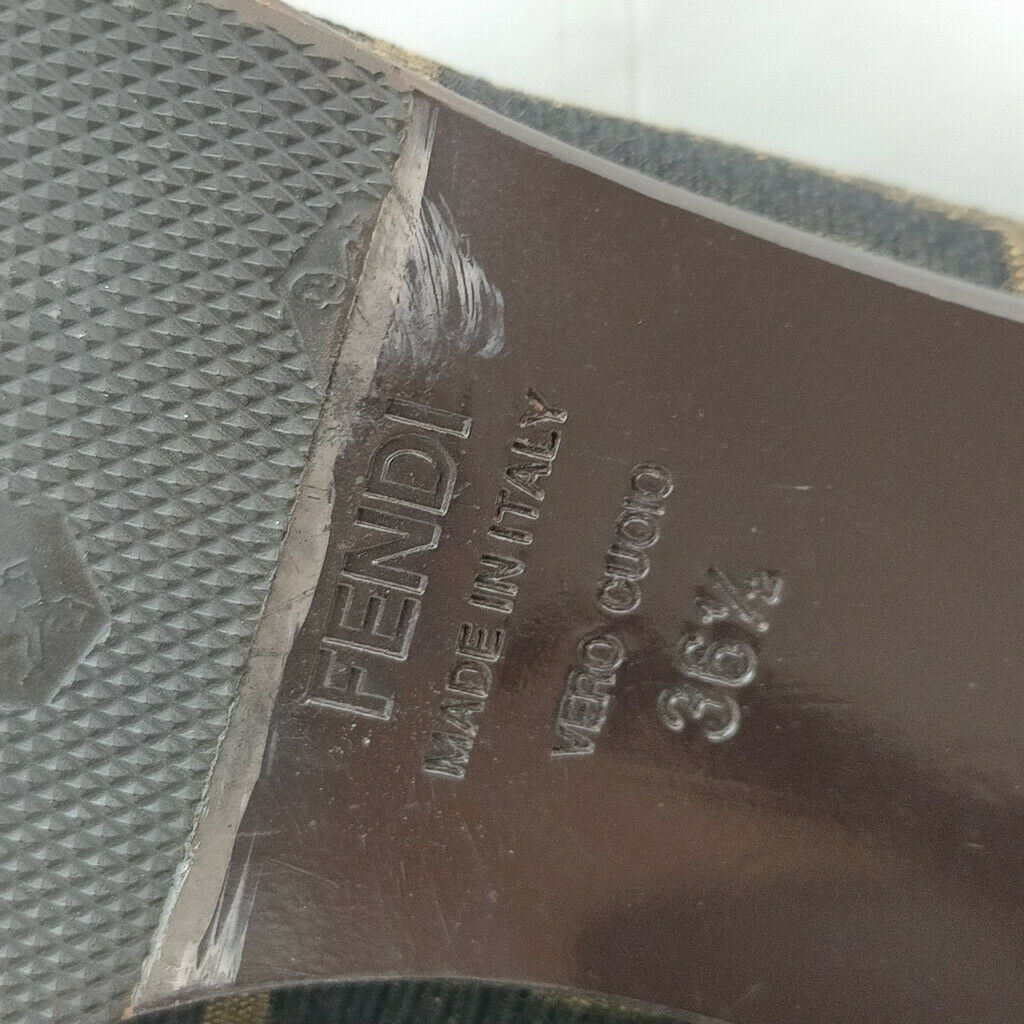 FENDI
MADE IN ITALY
VERO CUOIO
36½